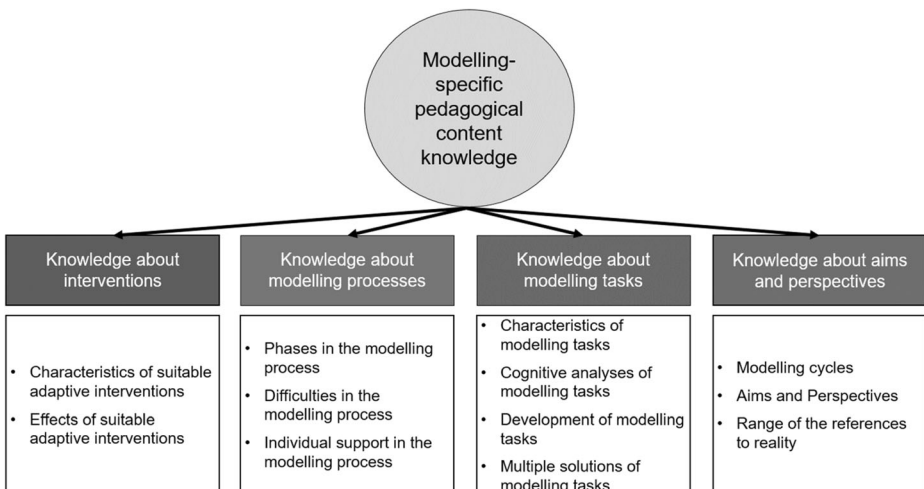 Modelling-
specific
pedagogical
content
knowledge
Knowledge about
interventions
Knowledge about
modelling processes
Knowledge about
modelling tasks
Knowledge about aims
and perspectives
• Characteristics of suitable
adaptive interventions
• Effects of suitable
adaptive interventions
• Phases in the modelling
process
• Difficulties in the
modelling process
• Individual support in the
modelling process
• Characteristics of
modelling tasks
• Cognitive analyses of
modelling tasks
• Development of modelling
tasks
• Multiple solutions of
modelling tasks
• Modelling cycles
• Aims and Perspectives
• Range of the references
to reality